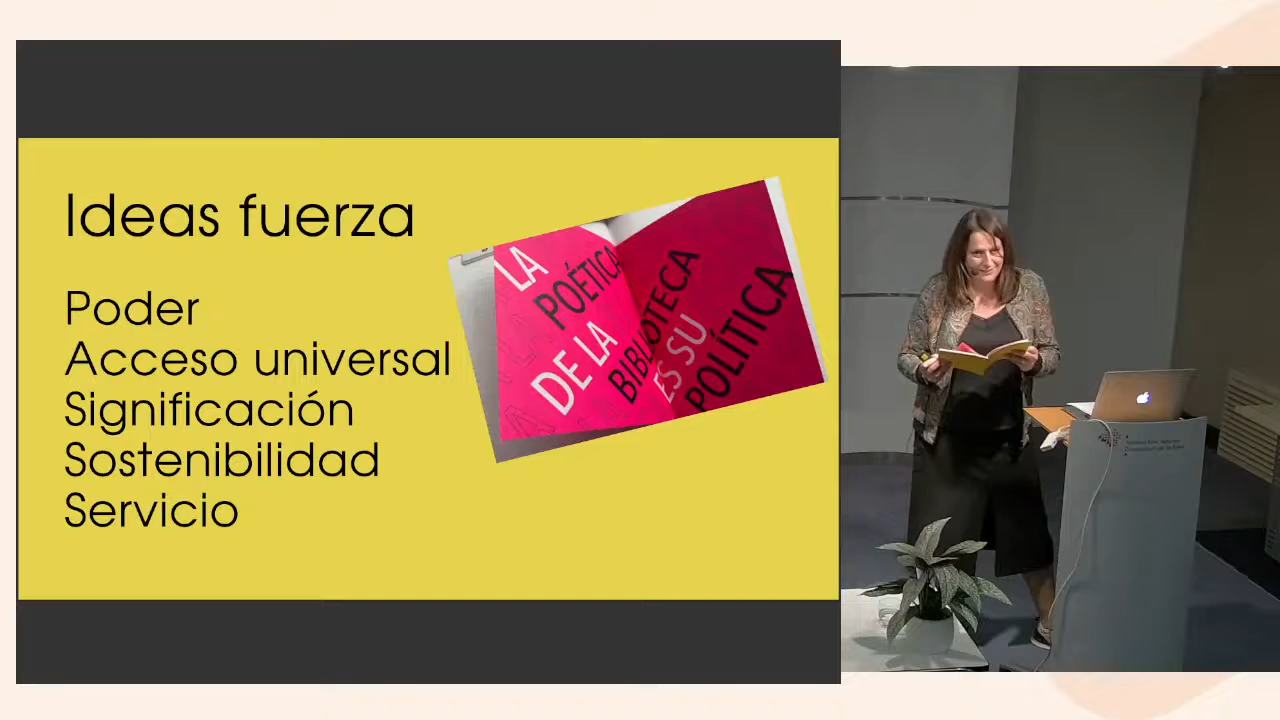 Ideas fuerza
Poder
Acceso universal
Significación
Sostenibilidad
Servicio
LA
POÉTICA
DE LA
BIBLIOTECA
ES SU
POLÍTICA